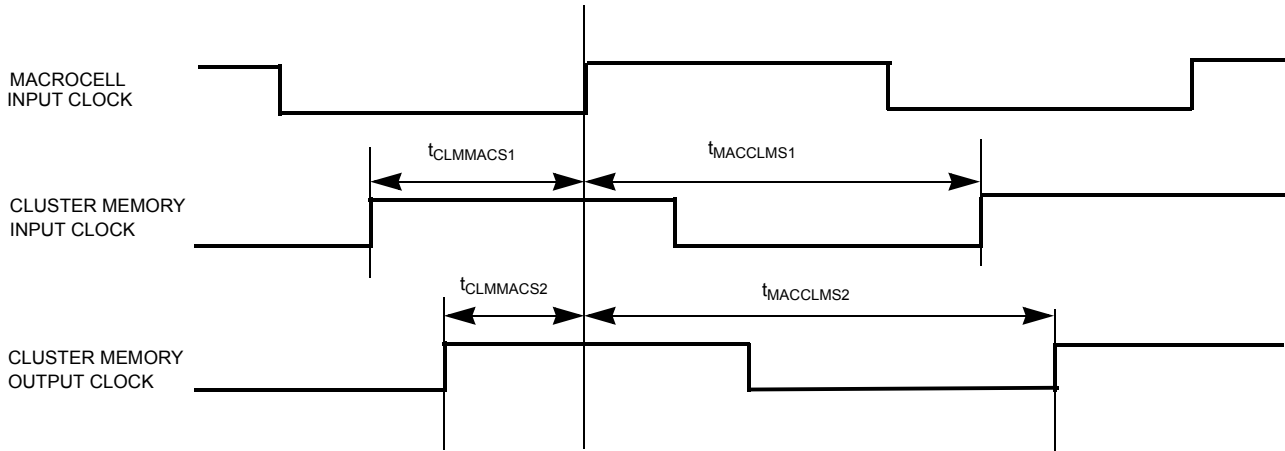 MACROCELL
INPUT CLOCK
tCLMMACS1
tMACCLMS1
CLUSTER MEMORY
INPUT CLOCK
tCLMMACS2
tMACCLMS2
CLUSTER MEMORY
OUTPUT CLOCK